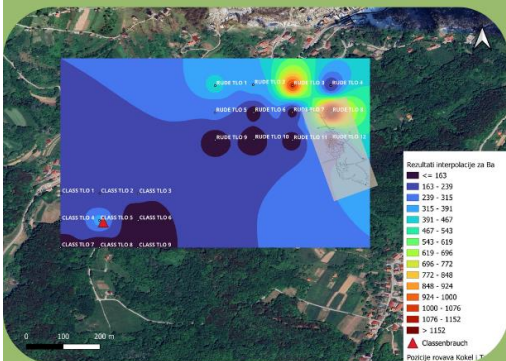 RUDE TLO 1 RUDE TLO 2 RUDE TLO 3 RUDE TLO 4
RUDE TLO 5 RUDE TLO 6 RUDE TLO 7 RUDE TLO 8
RUDE TLO 9 RUDE TLO 10 RUDE TLO 11 RUDE TLO 12
CLASS TLO 1 CLASS TLO 2 CLASS TLO 3
CLASS TLO 4 CLASS TLO 5 CLASS TLO 6
CLASS TLO 7 CLASS TLO 8 CLASS TLO 9
0 100 200 m
Rezultati interpolacije za Ba
<= 163
163 - 239
239 - 315
315 - 391
391 - 467
467 - 543
543 - 619
619 - 696
696 - 772
772 - 848
848 - 924
924 - 1000
1000 - 1076
1076 - 1152
> 1152
Classenbrauch
Pozicije rovava Kokel i T